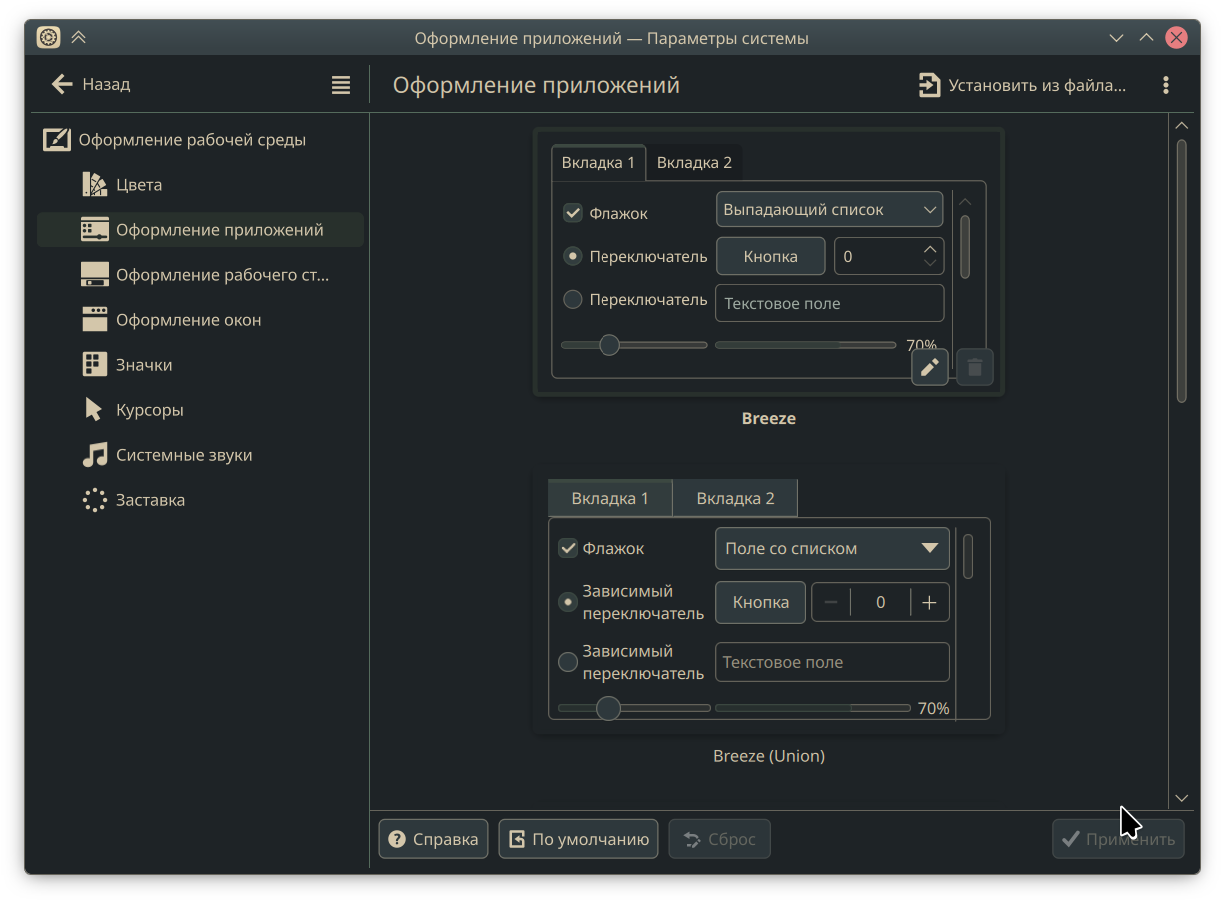 Оформление приложений — Параметры системы
Назад
Оформление приложений
Установить из файла...
Оформление рабочей среды
Цвета
Оформление приложений
Оформление рабочего ст...
Оформление окон
Значки
Курсоры
Системные звуки
Заставка
Вкладка 1 Вкладка 2
Флажок Выпадающий список
Переключатель Кнопка 0
Переключатель Текстовое поле
70%
Breeze
Вкладка 1 Вкладка 2
Флажок Поле со списком
Зависимый
переключатель Кнопка 0
Зависимый
переключатель Текстовое поле
70%
Breeze (Union)
Справка По умолчанию Сброс Применить